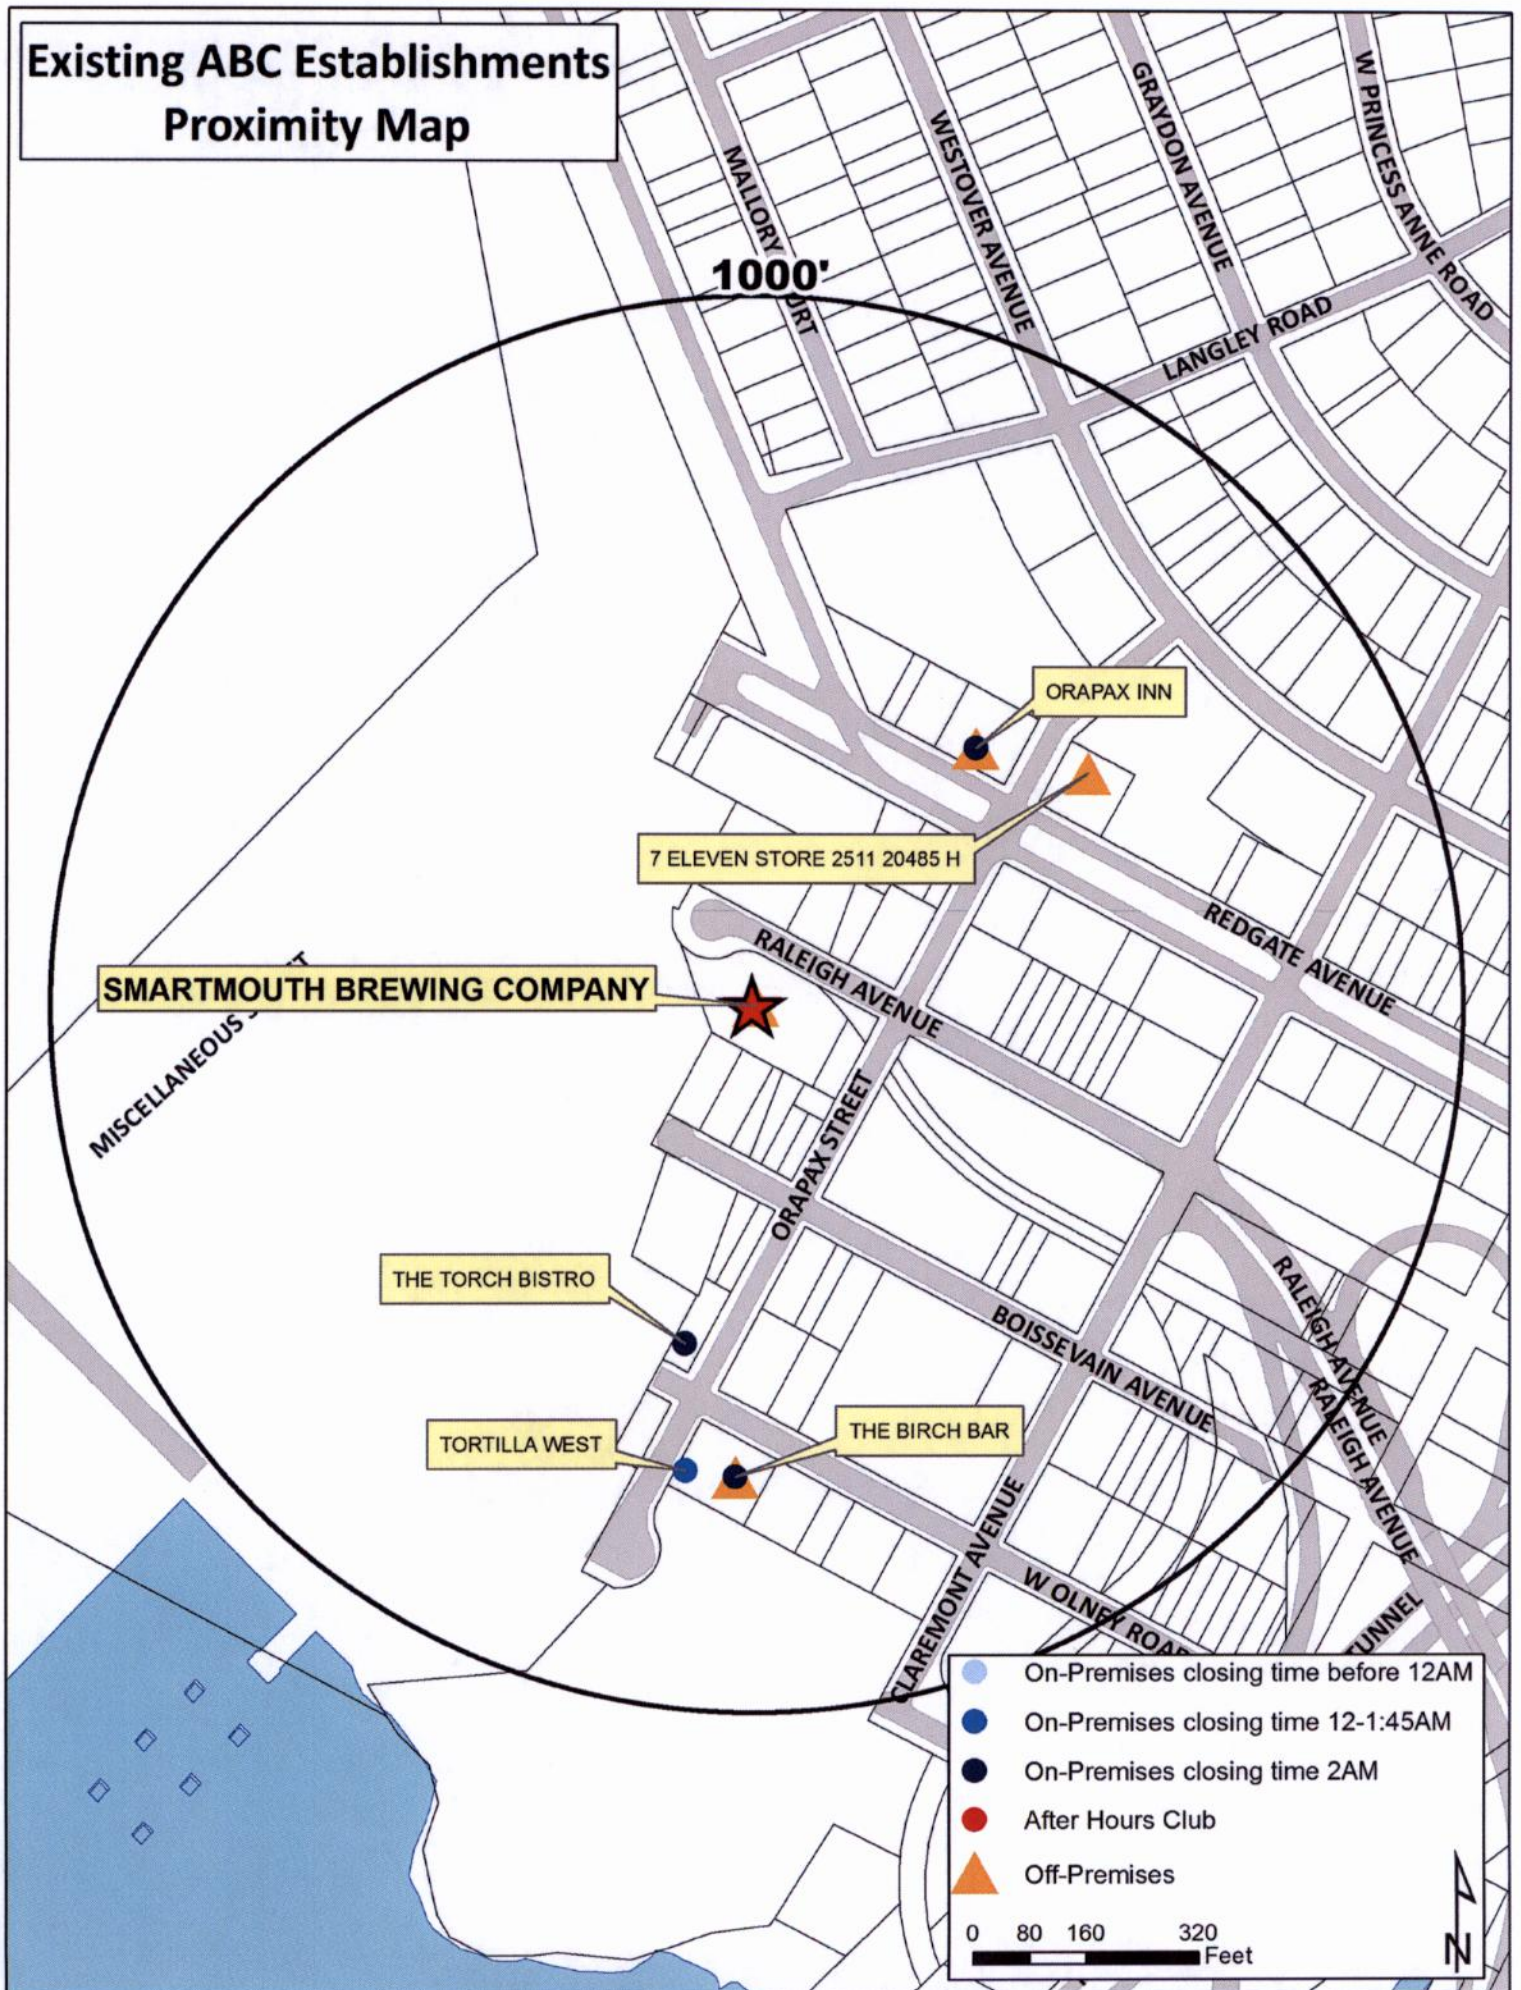 Existing ABC Establishments
Proximity Map
MALLORY COURT
WESTOVER AVENUE
GRAYDON AVENUE
W PRINCESS ANNE ROAD
1000'
LANGLEY ROAD
ORAPAX INN
7 ELEVEN STORE 2511 20485 H
REDGATE AVENUE
RALEIGH AVENUE
SMARTMOUTH BREWING COMPANY
MISCELLANEOUS
ORAPAX STREET
THE TORCH BISTRO
BOISSEVAIN AVENUE
RALEIGH AVENUE
RALEIGH AVENUE
TORTILLA WEST
THE BIRCH BAR
CLAREMONT AVENUE
W OLNEY ROAD
TUNNEL
On-Premises closing time before 12AM
On-Premises closing time 12-1:45AM
On-Premises closing time 2AM
After Hours Club
Off-Premises
0 80 160 320
Feet
N